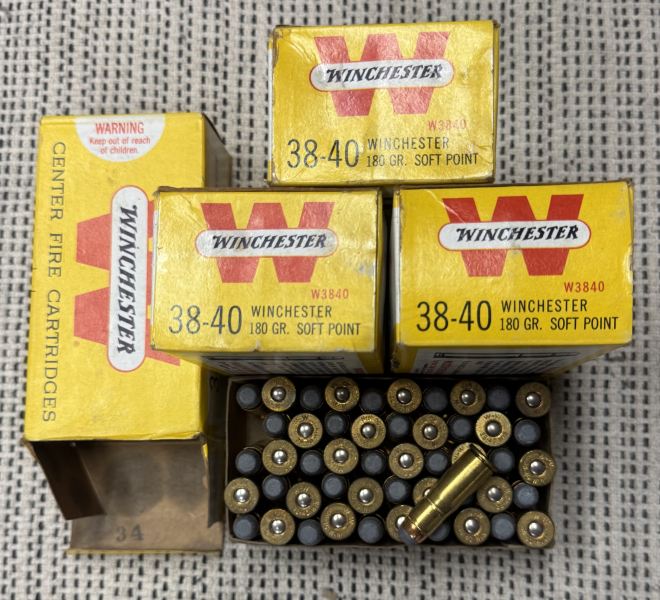 WINCHESTER
W3840
38-40 WINCHESTER
180 GR. SOFT POINT
WARNING
Keep out of reach
of children.
CENTER FIRE CARTRIDGES
WINCHESTER
WINCHESTER
W3840
38-40 WINCHESTER
180 GR. SOFT POINT
WINCHESTER
W3840
38-40 WINCHESTER
180 GR. SOFT POINT
34